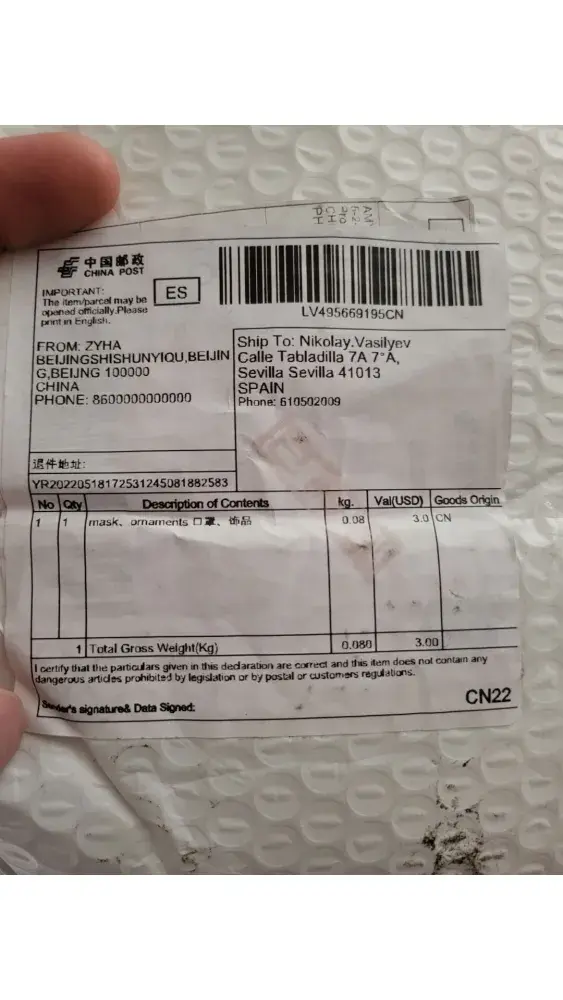 中国邮政
CHINA POST
IMPORTANT:
The item/parcel may be
opened officially.Please
print in English.
ES
LV495669195CN
FROM: ZYHA
BEIJINGSHISHUNYIQU,BEIJIN
G,BEIJNG 100000
CHINA
PHONE: 8600000000000
Ship To: Nikolay.Vasilyev
Calle Tabladilla 7A 7°A,
Sevilla Sevilla 41013
SPAIN
Phone: 610502009
退件地址:
YR20220518172531245081882583
No Qty Description of Contents kg. Val(USD) Goods Origin
1 1 mask、ornaments 口罩、饰品 0.08 3.0 CN
1 Total Gross Weight(Kg) 0.080 3.00
I certify that the particulars given in this dedaration are correct and this item does not contain any
dangerous artides prohibited by legislation or by postal or customers regulations.
Sender's signature& Data Signed:
CN22